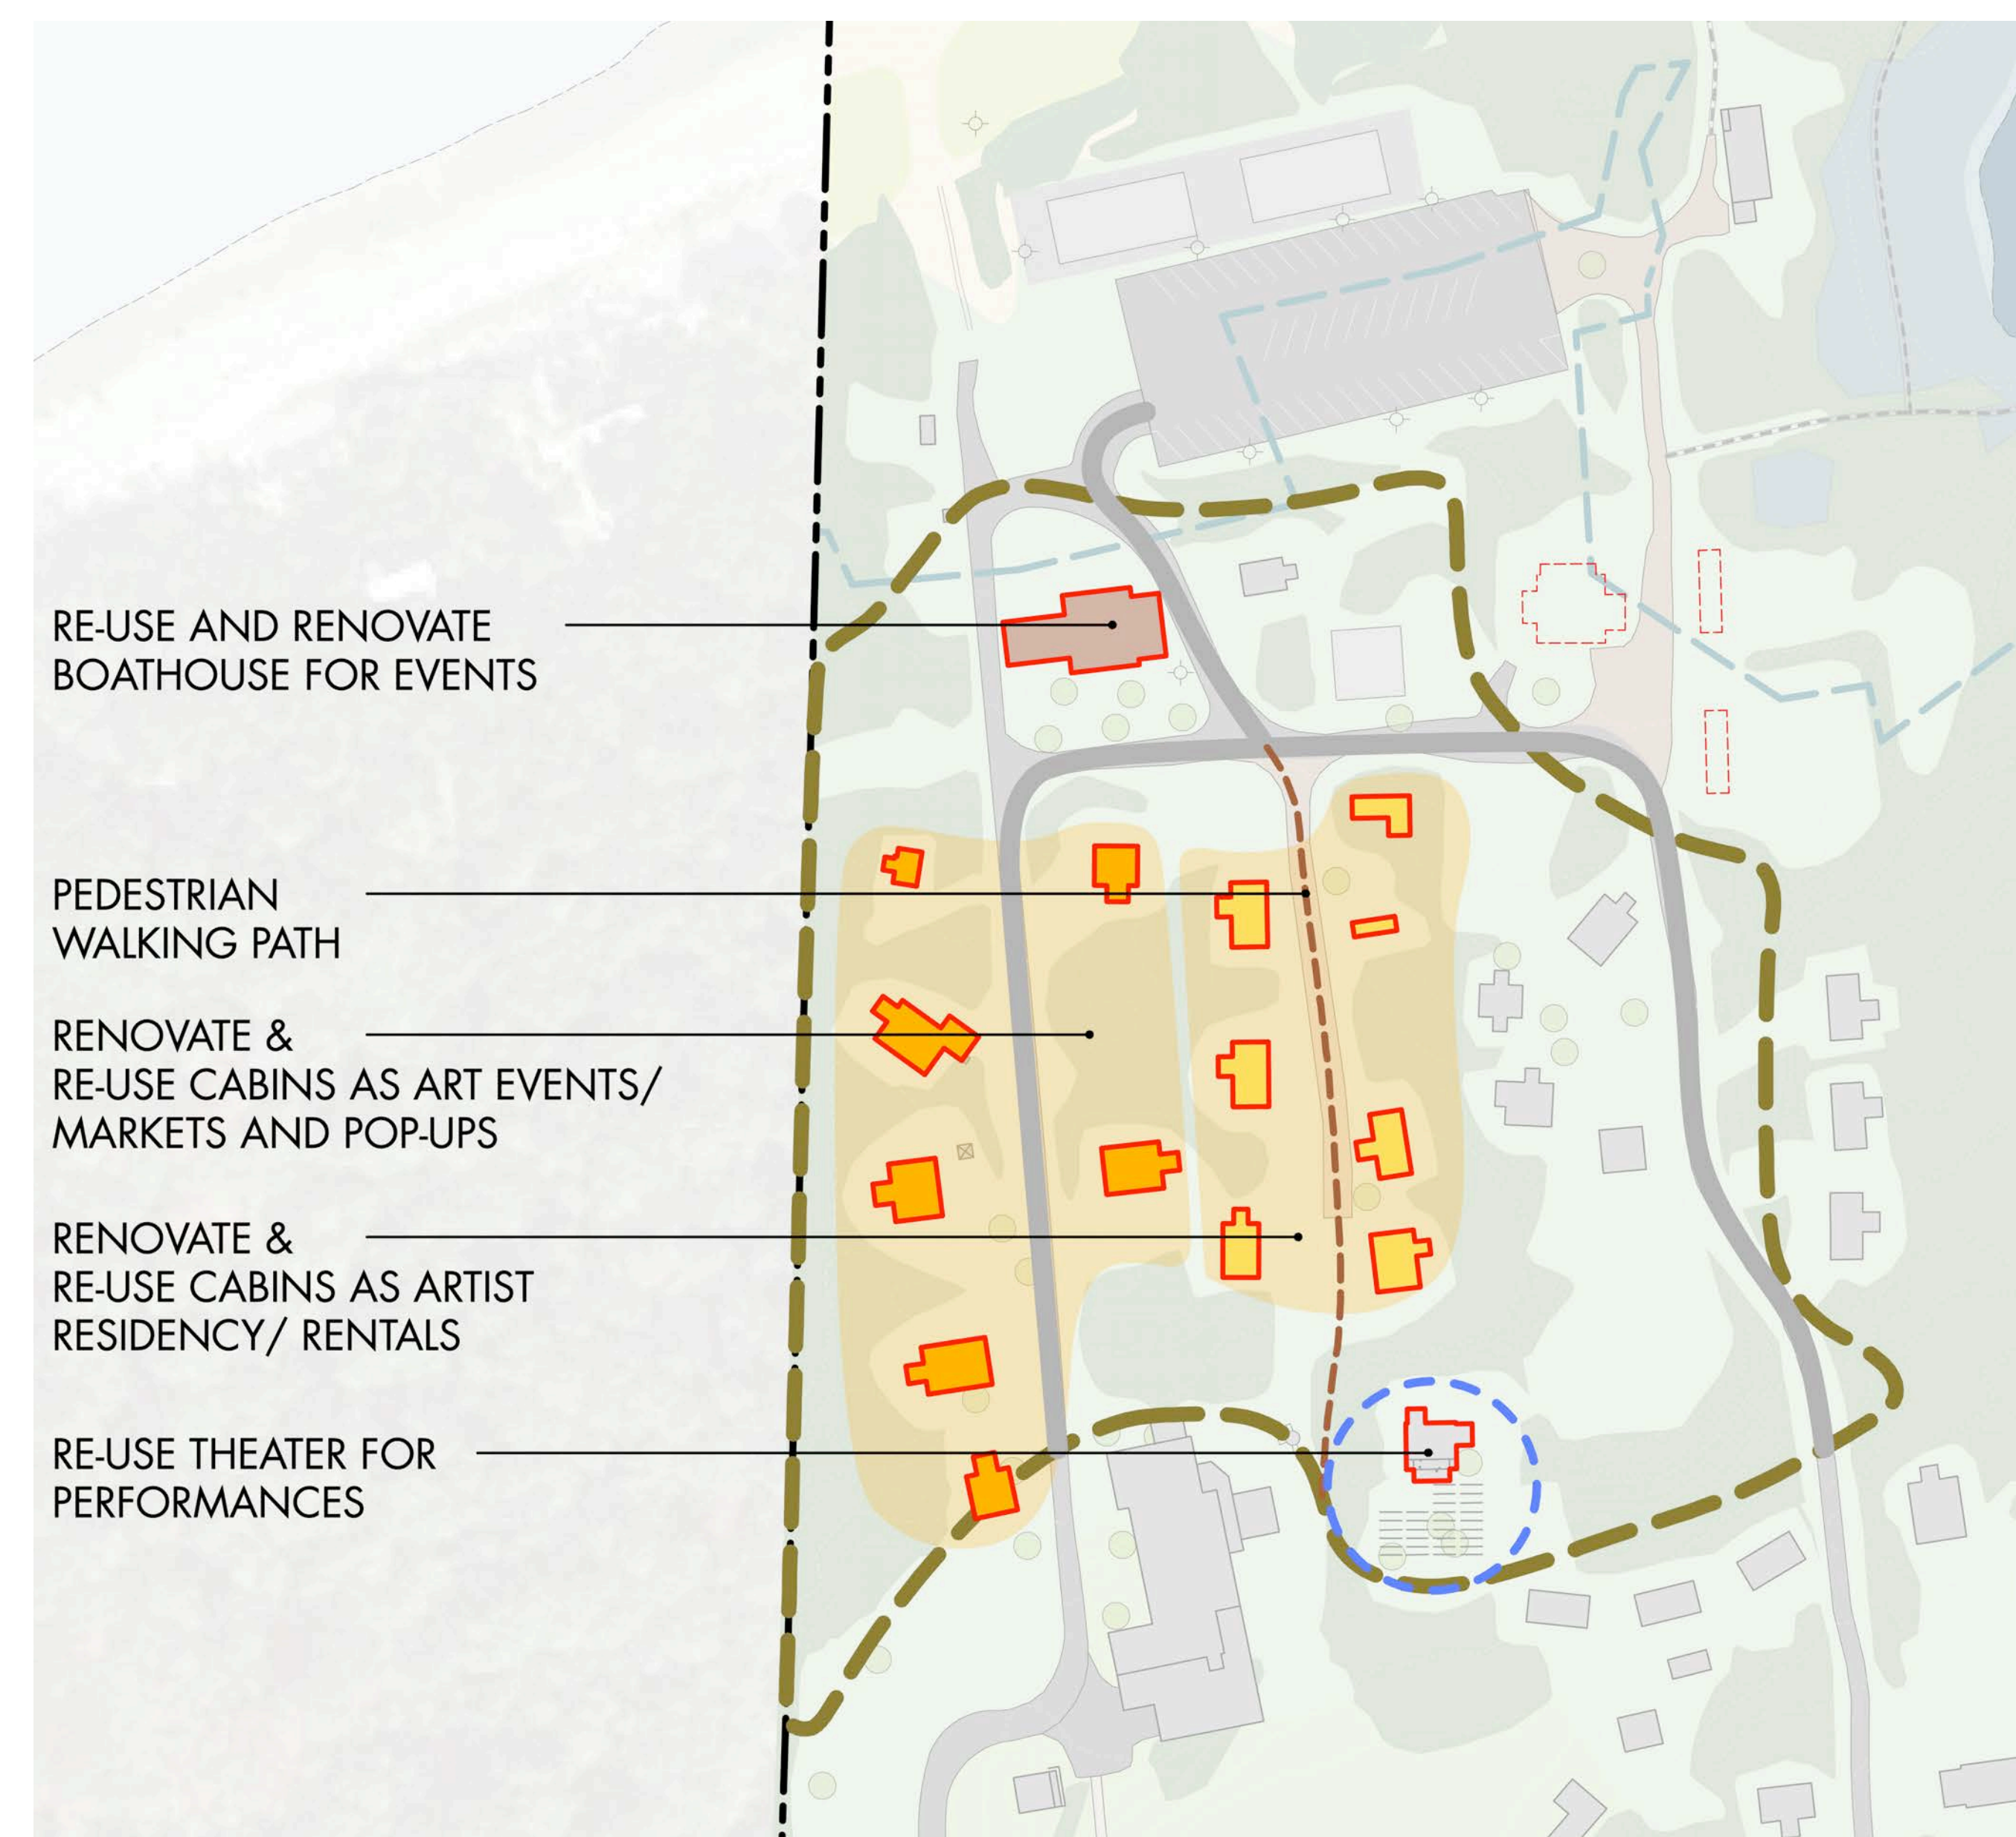 RE-USE AND RENOVATE
BOATHOUSE FOR EVENTS
PEDESTRIAN
WALKING PATH
RENOVATE &
RE-USE CABINS AS ART EVENTS/
MARKETS AND POP-UPS
RENOVATE &
RE-USE CABINS AS ARTIST
RESIDENCY/ RENTALS
RE-USE THEATER FOR
PERFORMANCES